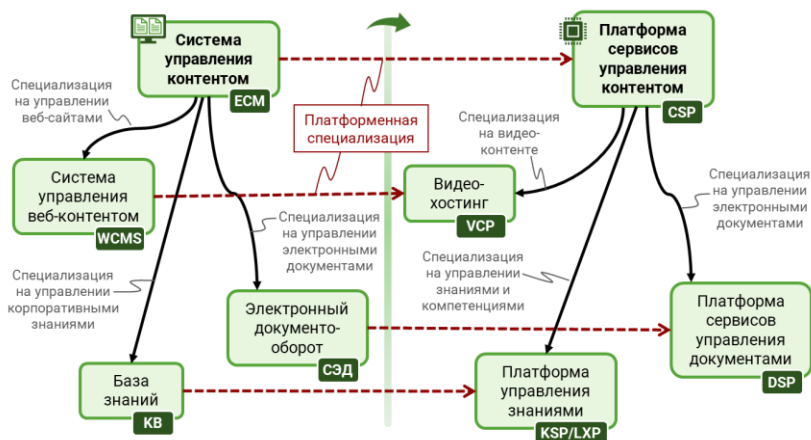 Система
управления
контентом
ECM
Платформа
сервисов
управления
контентом
CSP
Специализация
на управлении
веб-сайтами
Платформенная
специализация
Специализация
на видео-
контенте
Система
управления
веб-контентом
WCMS
Видео-
хостинг
VCP
Специализация
на управлении
электронными
документами
Специализация
на управлении
электронными
документами
Специализация
на управлении
корпоративными
знаниями
Специализация
на управлении
знаниями и
компетенциями
Электронный
документо-
оборот
СЭД
Платформа
сервисов
управления
документами
DSP
База
знаний
KB
Платформа
управления
знаниями
KSP/LXP